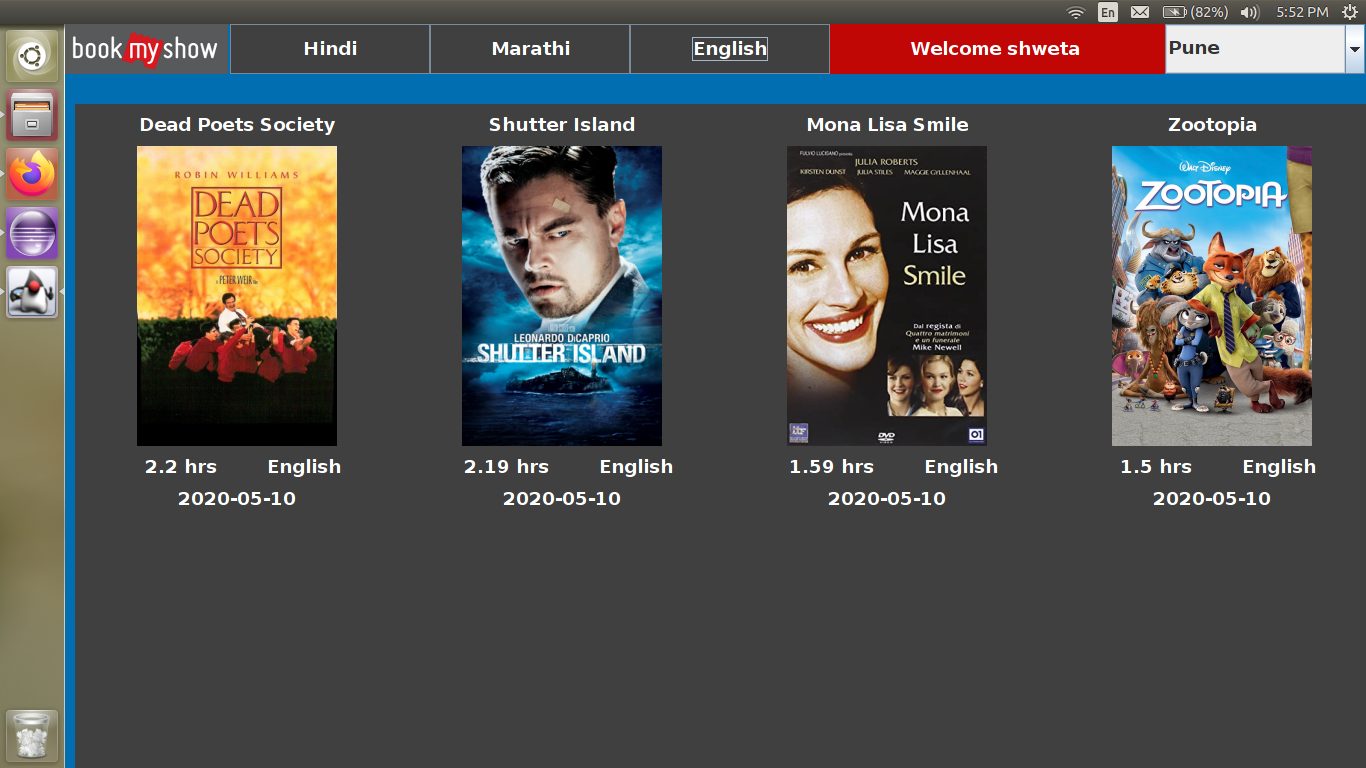 En (82%) 5:52 PM
book my show Hindi Marathi English Welcome shweta Pune
Dead Poets Society Shutter Island Mona Lisa Smile Zootopia
ROBIN WILLIAMS
DEAD
POETS
SOCIETY
A PETER WEIR
LEONARDO DiCAPRIO
SHUTTER ISLAND
FULVIO LUCISANO
JULIA ROBERTS
KIRSTEN DUNST JULIA STILES MAGGIE GYLLENHAAL
Mona
Lisa
Smile
Dal regista di
Quattro matrimoni
e un funerale
Mike Newell
DVD
01
WALT DISNEY
ZOOTOPIA
2.2 hrs English 2.19 hrs English 1.59 hrs English 1.5 hrs English
2020-05-10 2020-05-10 2020-05-10 2020-05-10